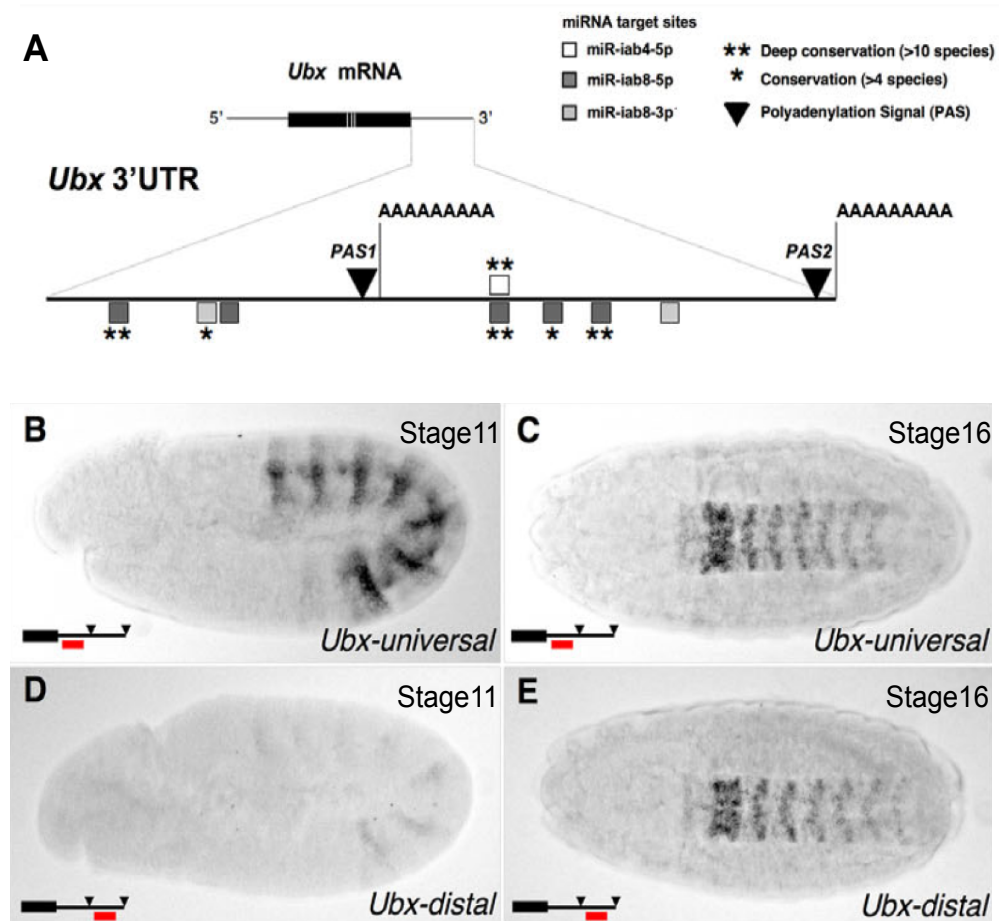 A
miRNA target sites
miR-iab4-5p
miR-iab8-5p
miR-iab8-3p
** Deep conservation (>10 species)
* Conservation (>4 species)
Polyadenylation Signal (PAS)
Ubx mRNA
5' 3'
Ubx 3'UTR
AAAAAAAAA AAAAAAAAA
PAS1 PAS2
**
** * ** * **
B Stage11
Ubx-universal
C Stage16
Ubx-universal
D Stage11
Ubx-distal
E Stage16
Ubx-distal